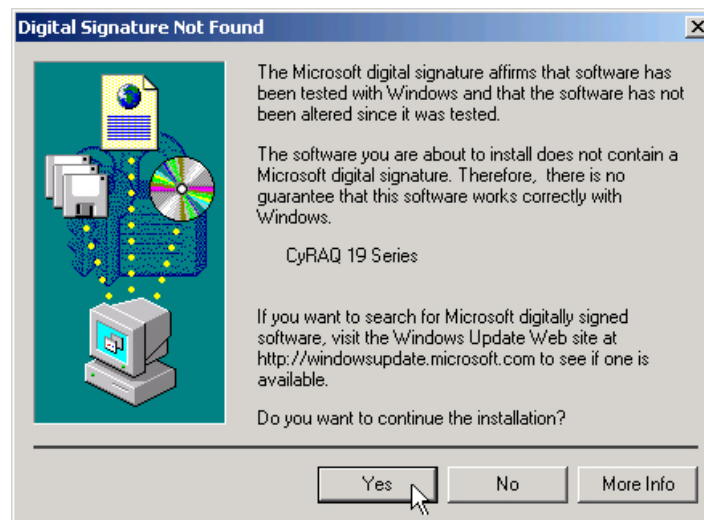 Digital Signature Not Found
The Microsoft digital signature affirms that software has
been tested with Windows and that the software has not
been altered since it was tested.
The software you are about to install does not contain a
Microsoft digital signature. Therefore, there is no
guarantee that this software works correctly with
Windows.
CyRAQ 19 Series
If you want to search for Microsoft digitally signed
software, visit the Windows Update Web site at
http://windowsupdate.microsoft.com to see if one is
available.
Do you want to continue the installation?
Yes
No
More Info